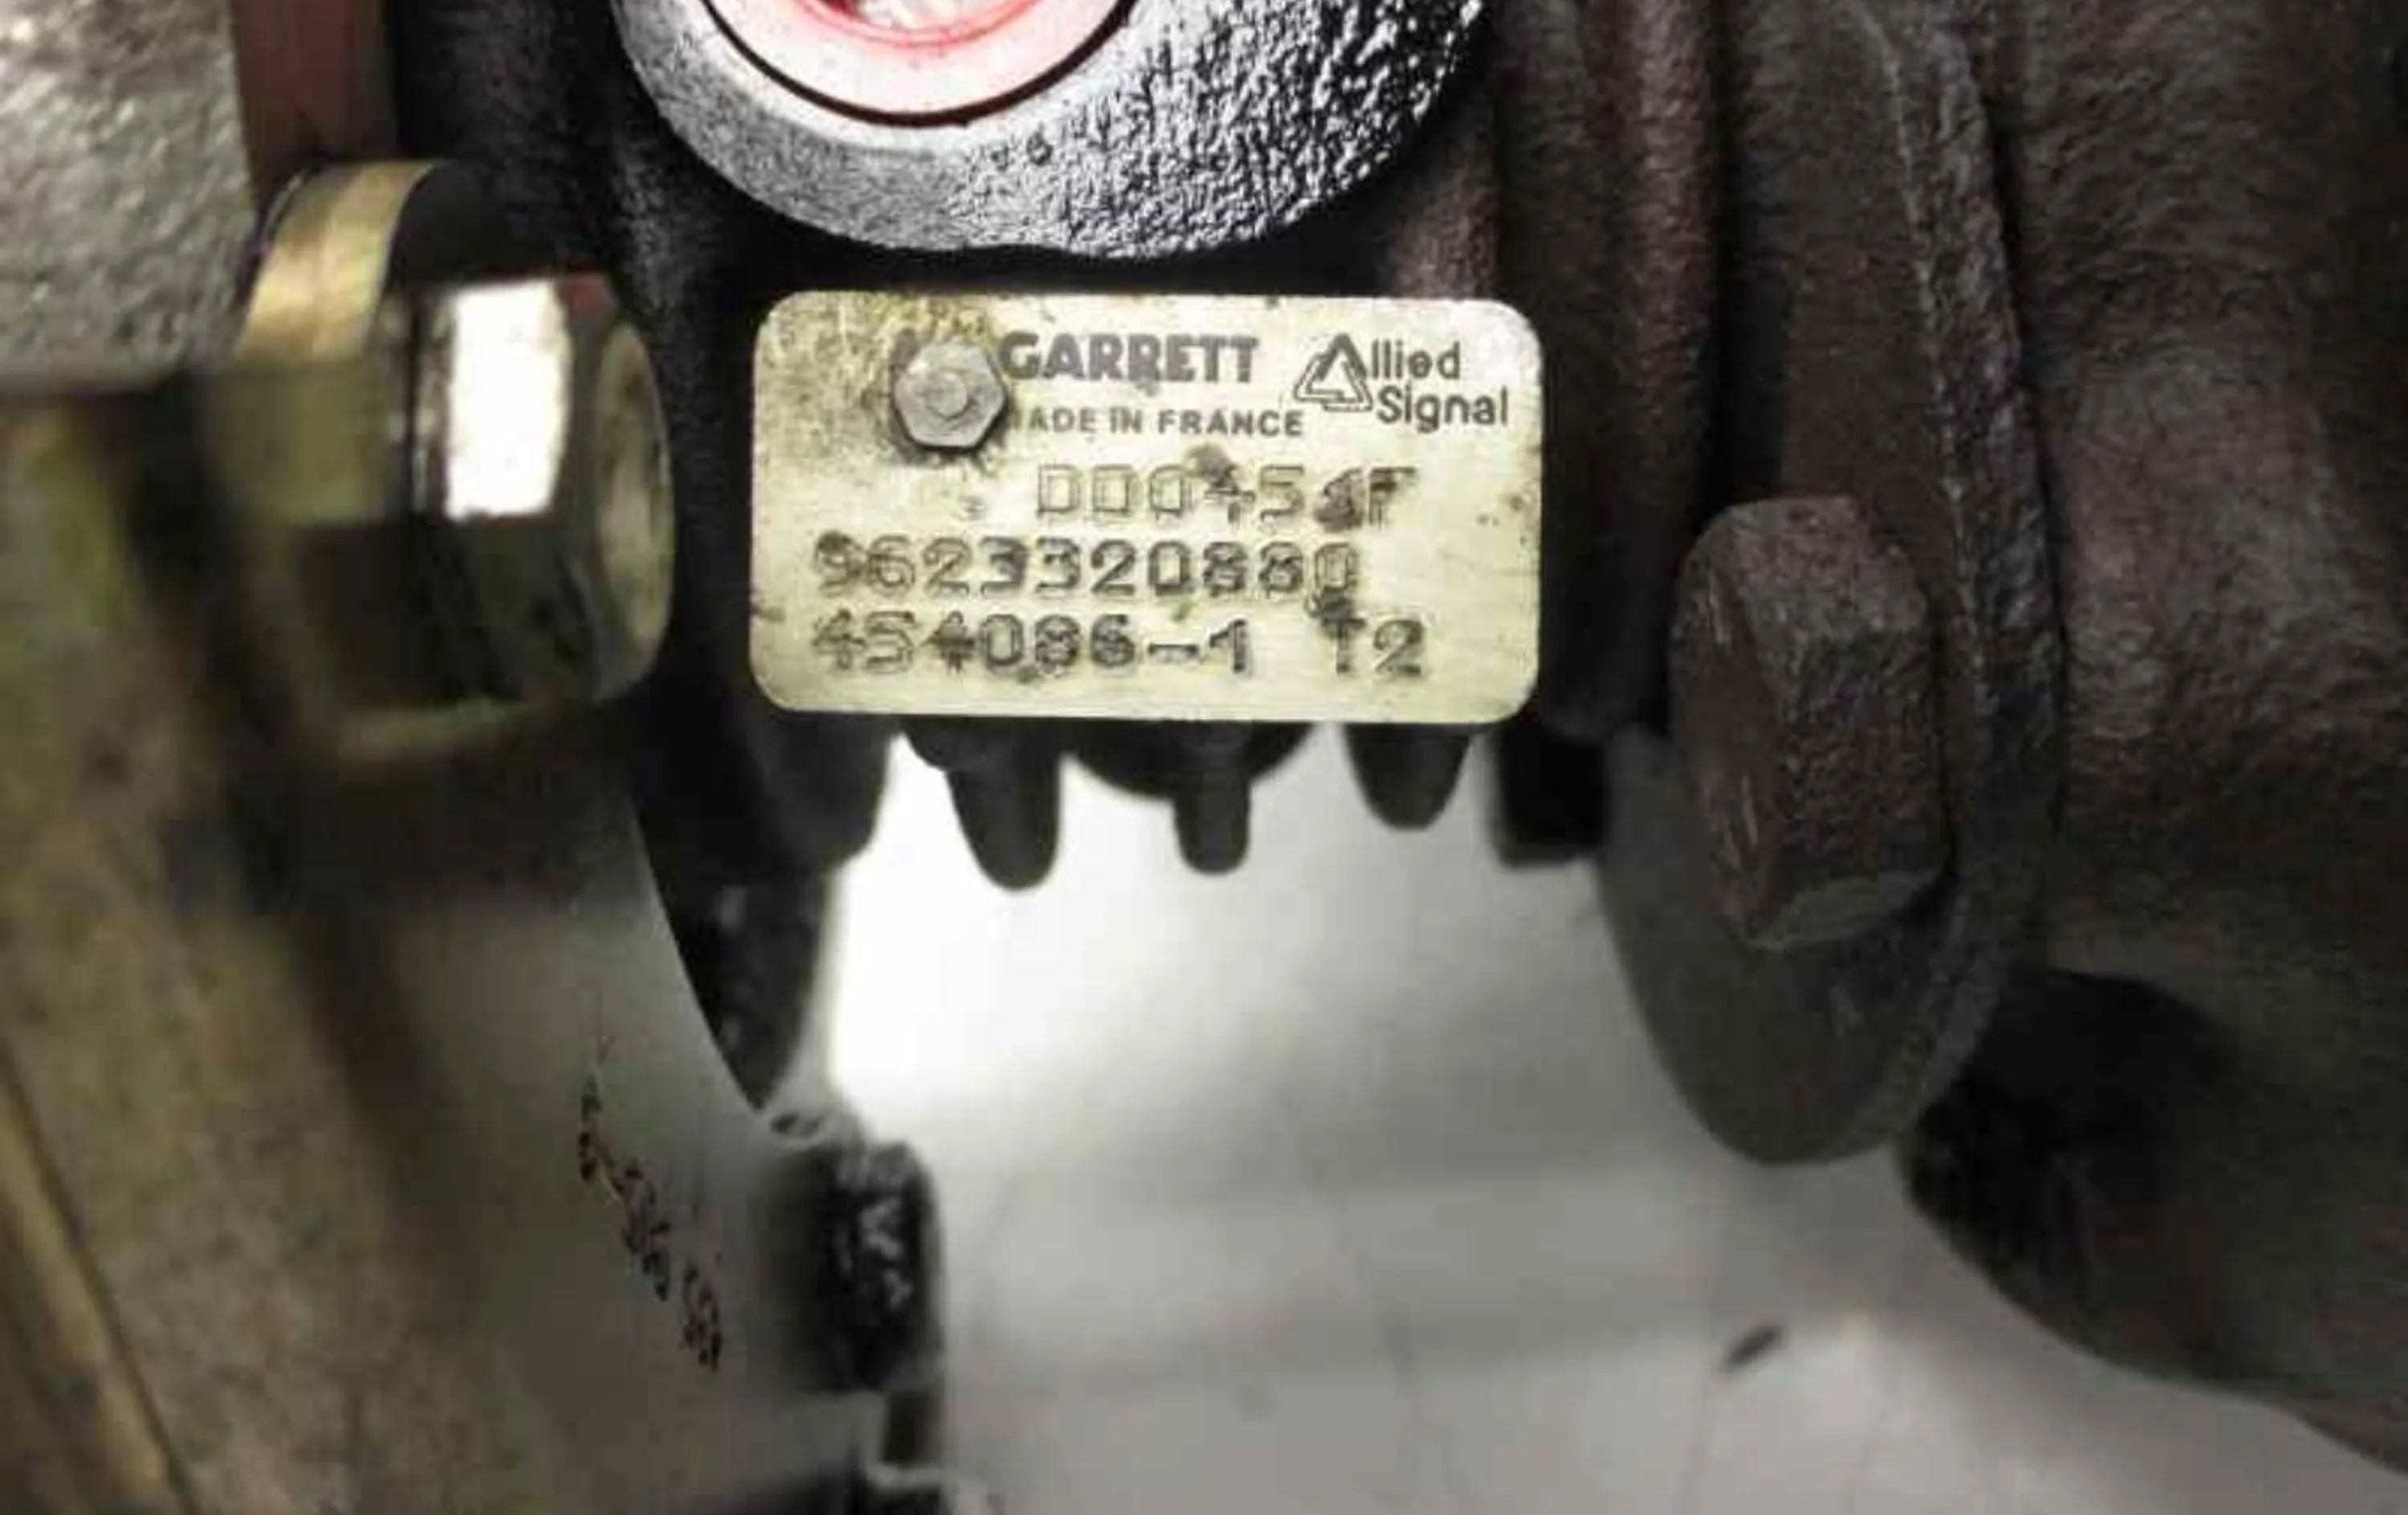 GARRETT Allied Signal
MADE IN FRANCE
9623320880
454086-1 T2